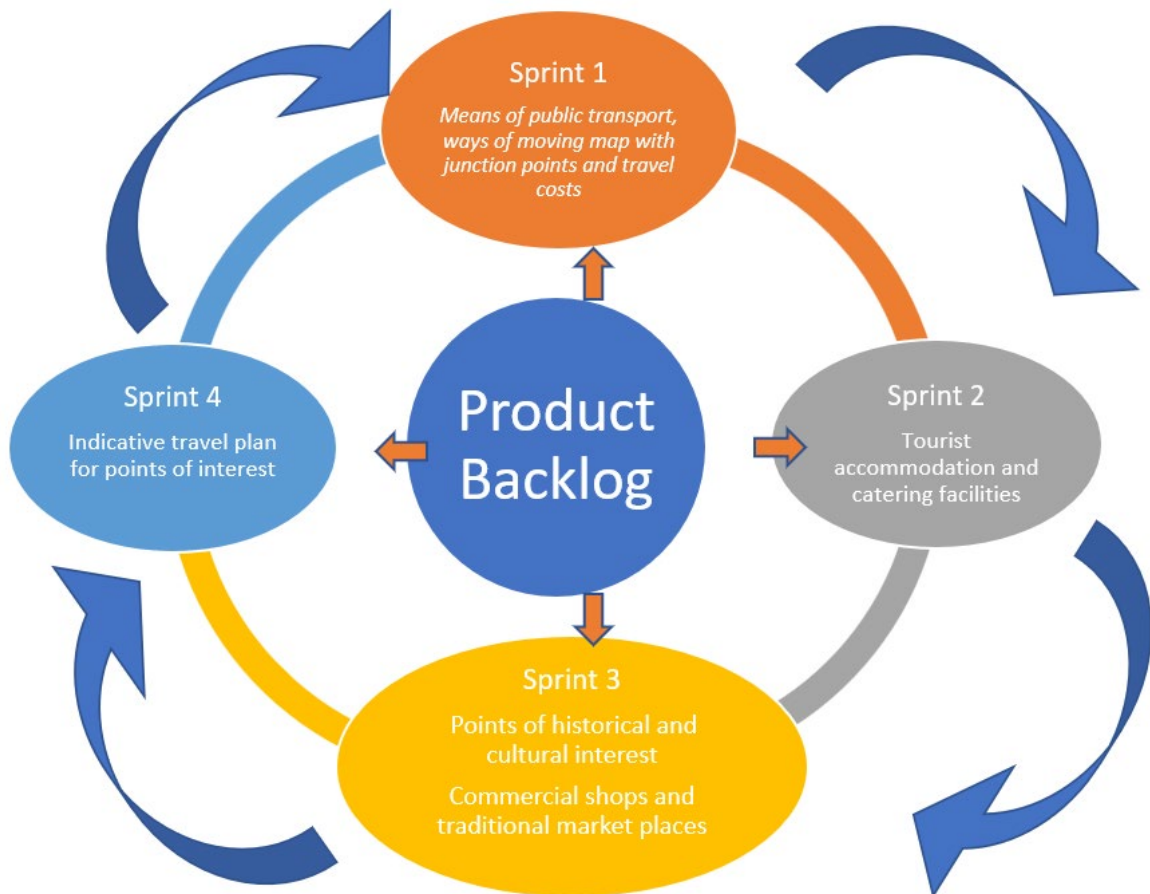 Sprint 1
Means of public transport,
ways of moving map with
junction points and travel
costs
Sprint 4
Indicative travel plan
for points of interest
Product
Backlog
Sprint 2
Tourist
accommodation and
catering facilities
Sprint 3
Points of historical and
cultural interest
Commercial shops and
traditional market places